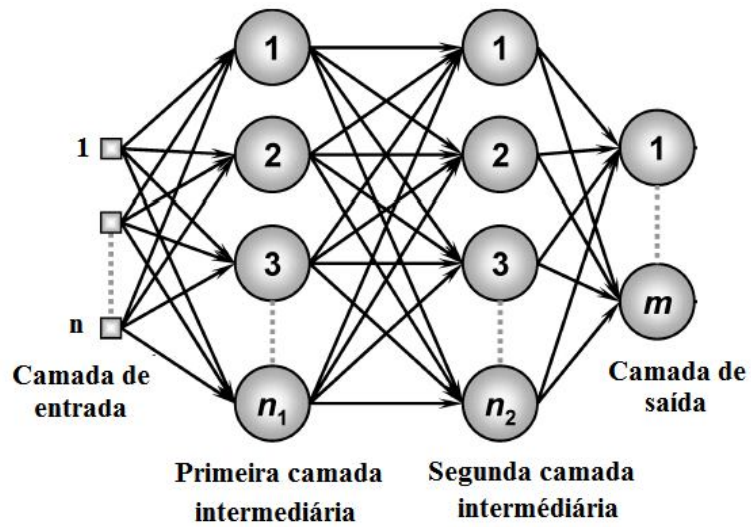 1
n
Camada de
entrada
1
2
3
n₁
Primeira camada
intermediária
1
2
3
n₂
Segunda camada
intermédiária
1
m
Camada de
saída